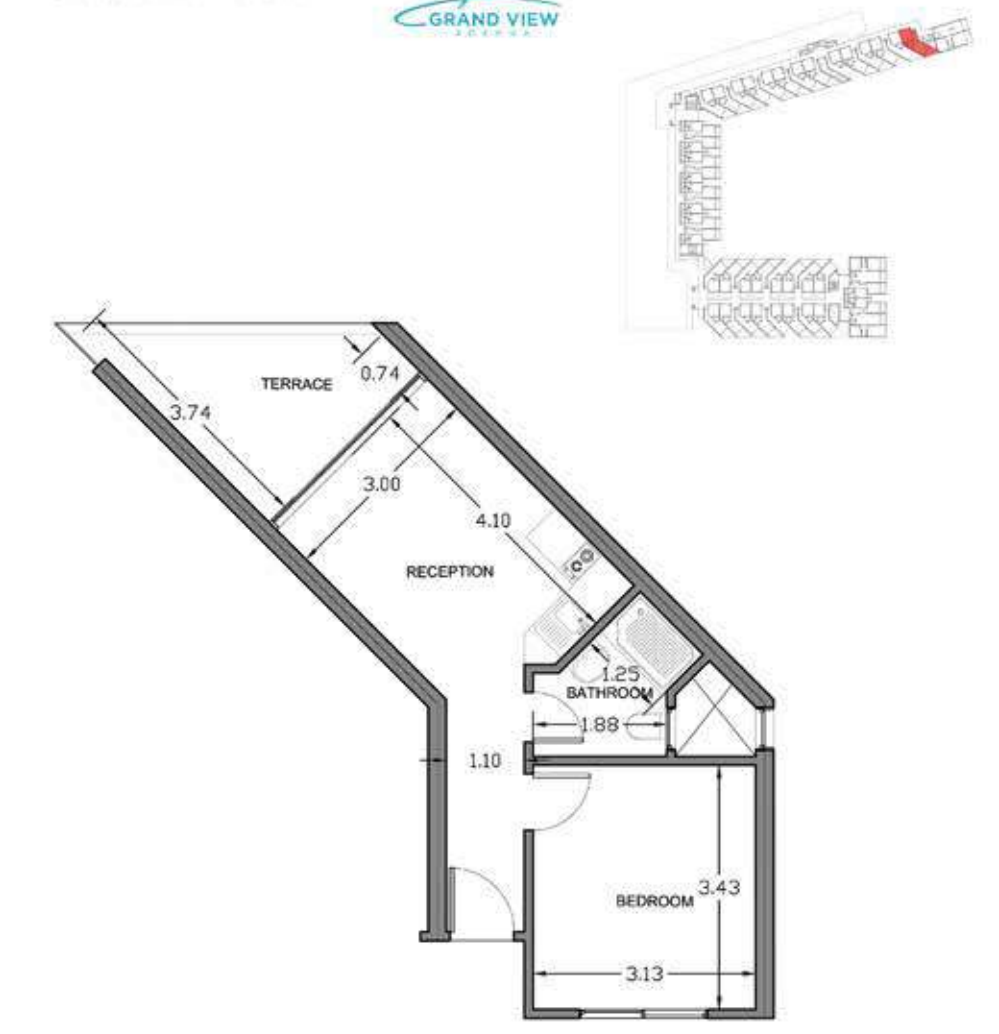 GRAND VIEW
TERRACE
0.74
3.74
3.00
4.10
RECEPTION
1.25
BATHROOM
1.88
1.10
3.43
BEDROOM
3.13